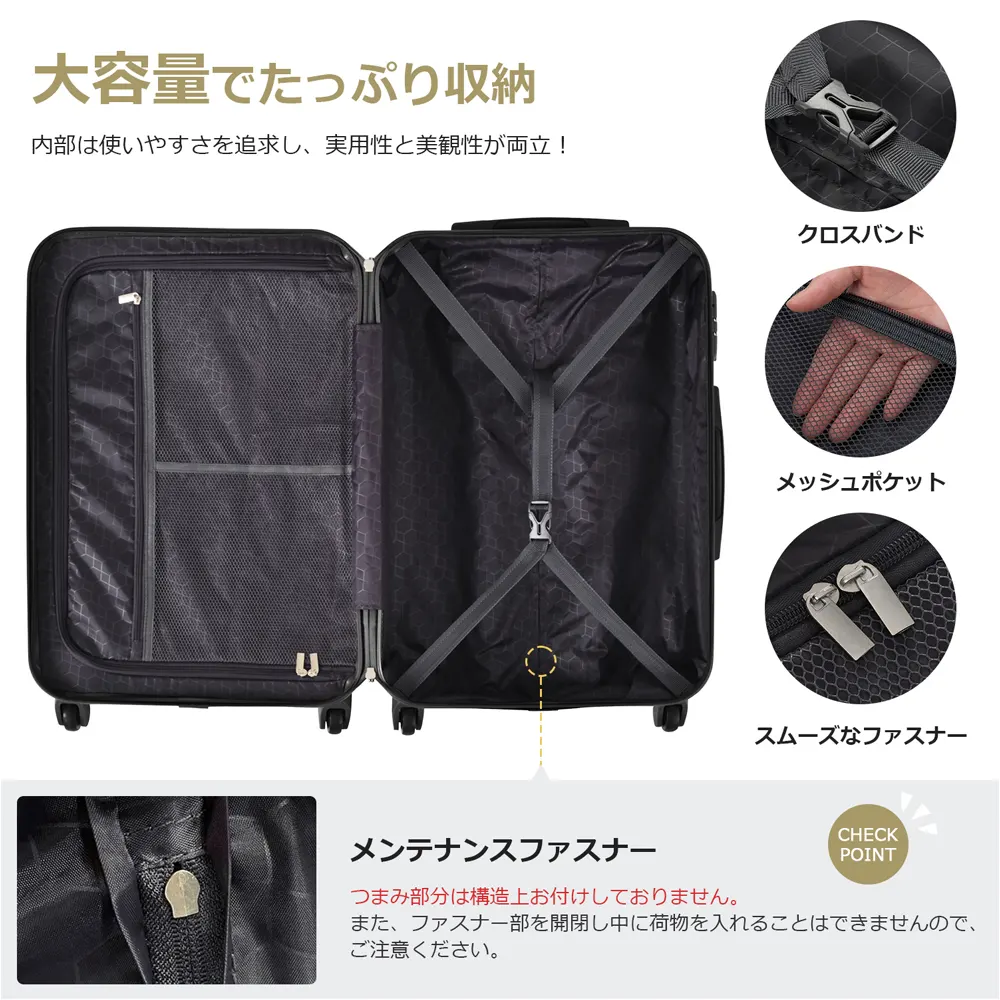 大容量でたっぷり収納
内部は使いやすさを追求し、実用性と美観性が両立！
クロスバンド
メッシュポケット
スムーズなファスナー
メンテナンスファスナー
CHECK
POINT
つまみ部分は構造上お付けしておりません。
また、ファスナー部を開閉し中に荷物を入れることはできませんので、
ご注意ください。